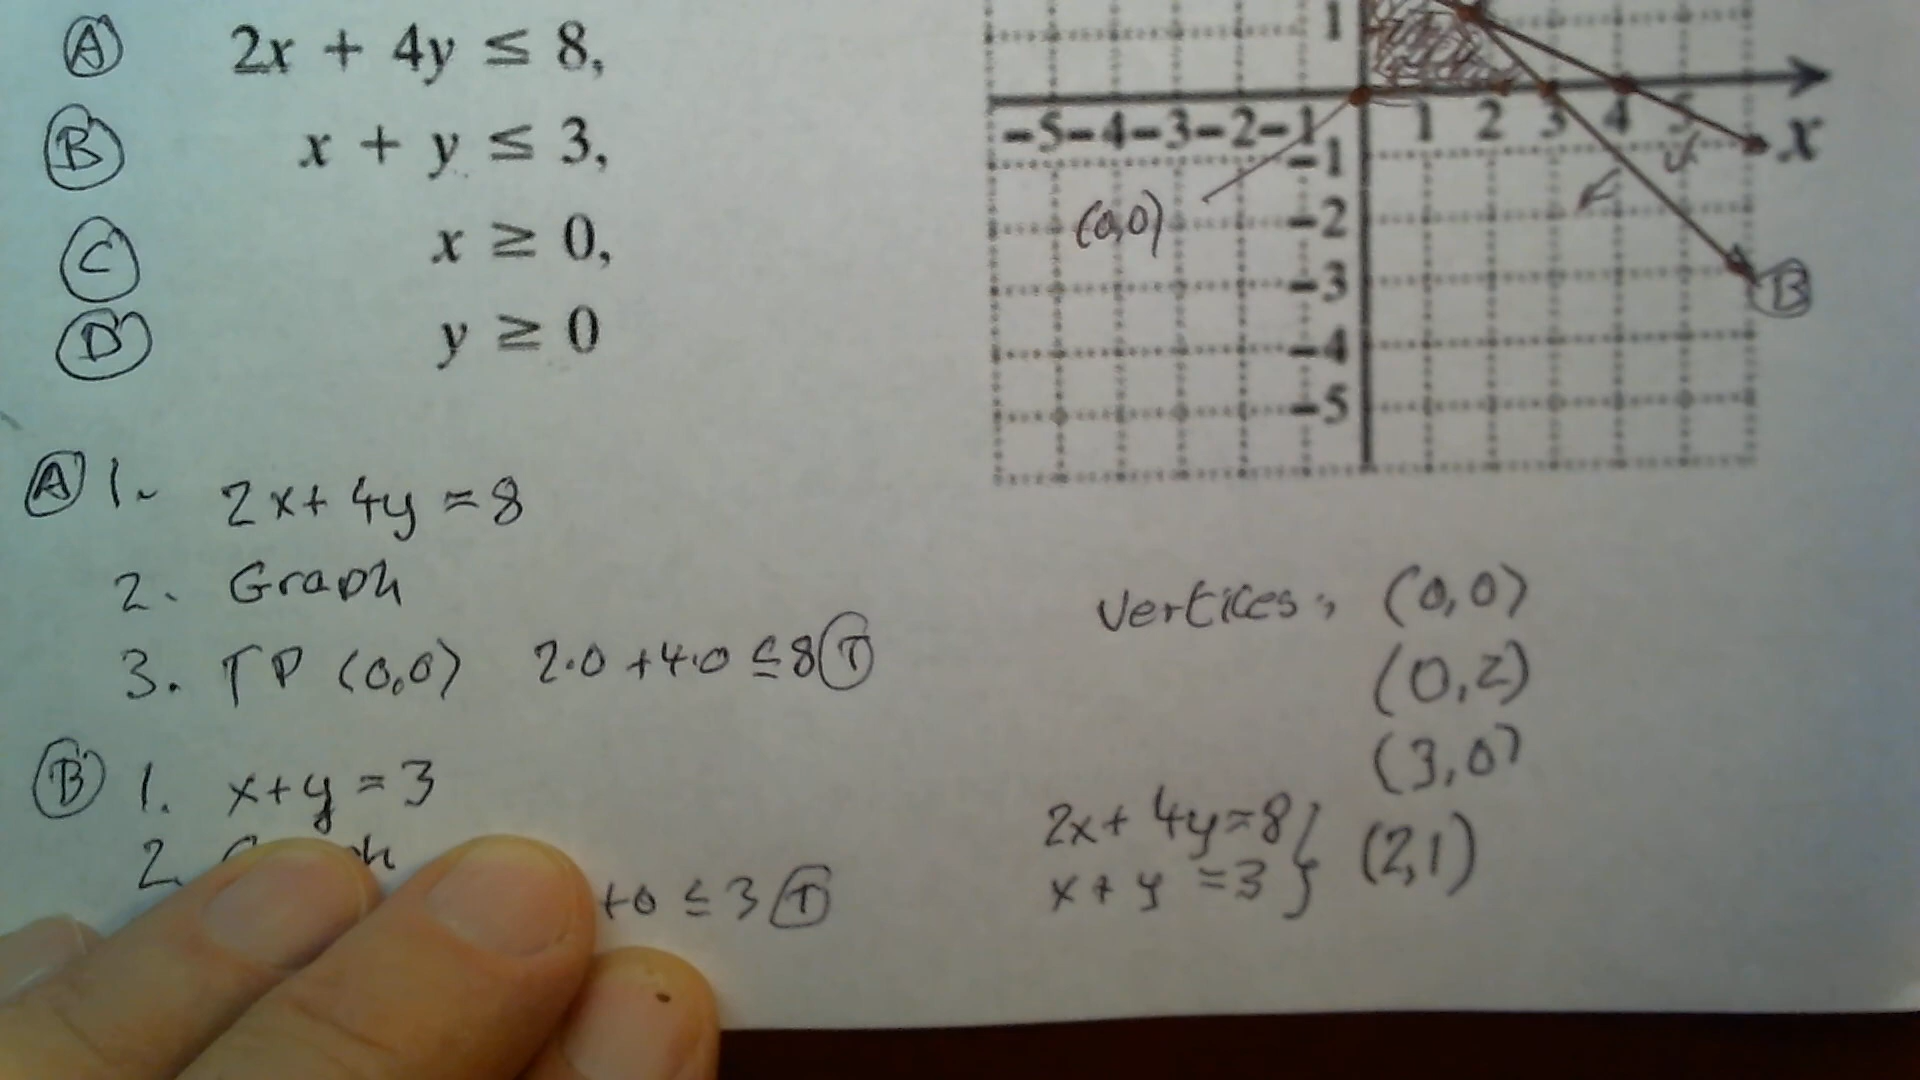 Ⓐ 2x + 4y ≤ 8,
Ⓑ x + y ≤ 3,
Ⓒ x ≥ 0,
Ⓓ y ≥ 0
1
-5 -4 -3 -2 -1 1 2 3 4 5 x
-1
-2
-3
-4
-5
(0,0)
Ⓑ
Ⓐ 1. 2x + 4y = 8
2. Graph
3. TP (0,0) 2·0 + 4·0 ≤ 8 Ⓣ
Ⓑ 1. x + y = 3
2.
+0 ≤ 3 Ⓣ
Vertices: (0,0)
(0,2)
(3,0)
2x + 4y = 8 } (2,1)
x + y = 3